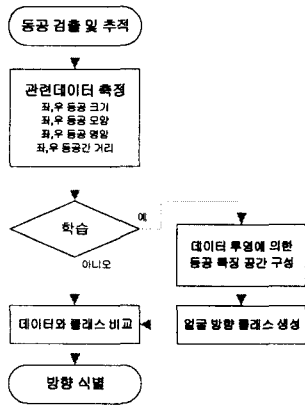 동공 검출 및 추적
관련데이터 측정
좌,우 동공 크기
좌,우 동공 모양
좌,우 동공 명암
좌,우 동공간 거리
학습
예
아니오
데이터 투영에 의한
동공 특징 공간 구성
데이터와 클래스 비교
얼굴 방향 클래스 생성
방향 식별